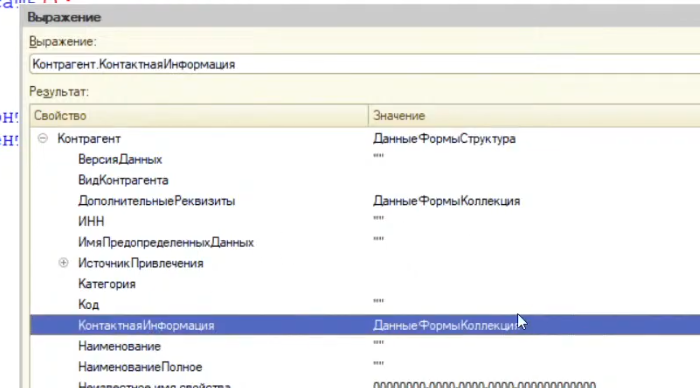 Выражение
Выражение:
Контрагент.КонтактнаяИнформация
Результат:
Свойство Значение
Контрагент ДанныеФормыСтруктура
ВерсияДанных ""
ВидКонтрагента
ДополнительныеРеквизиты ДанныеФормыКоллекция
ИНН ""
ИмяПредопределенныхДанных ""
ИсточникПривлечения
Категория
Код ""
КонтактнаяИнформация ДанныеФормыКоллекция
Наименование ""
НаименованиеПолное ""
Неизвестное имя свойства 00000000-0000-0000-0000-000000000000